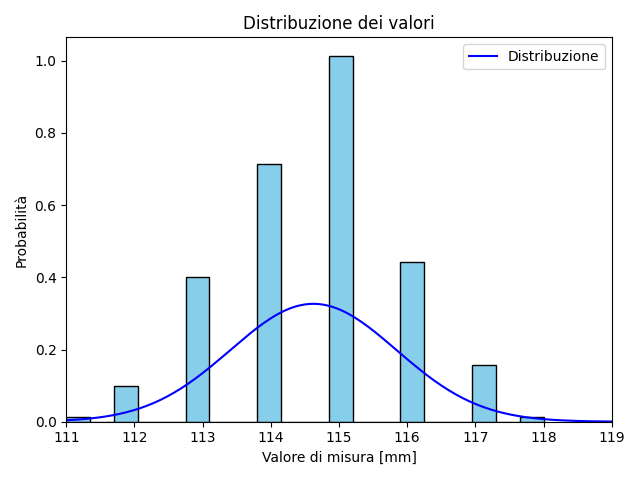 Distribuzione dei valori
Distribuzione
1.0
0.8
0.6
0.4
0.2
0.0
Probabilità
111 112 113 114 115 116 117 118 119
Valore di misura [mm]